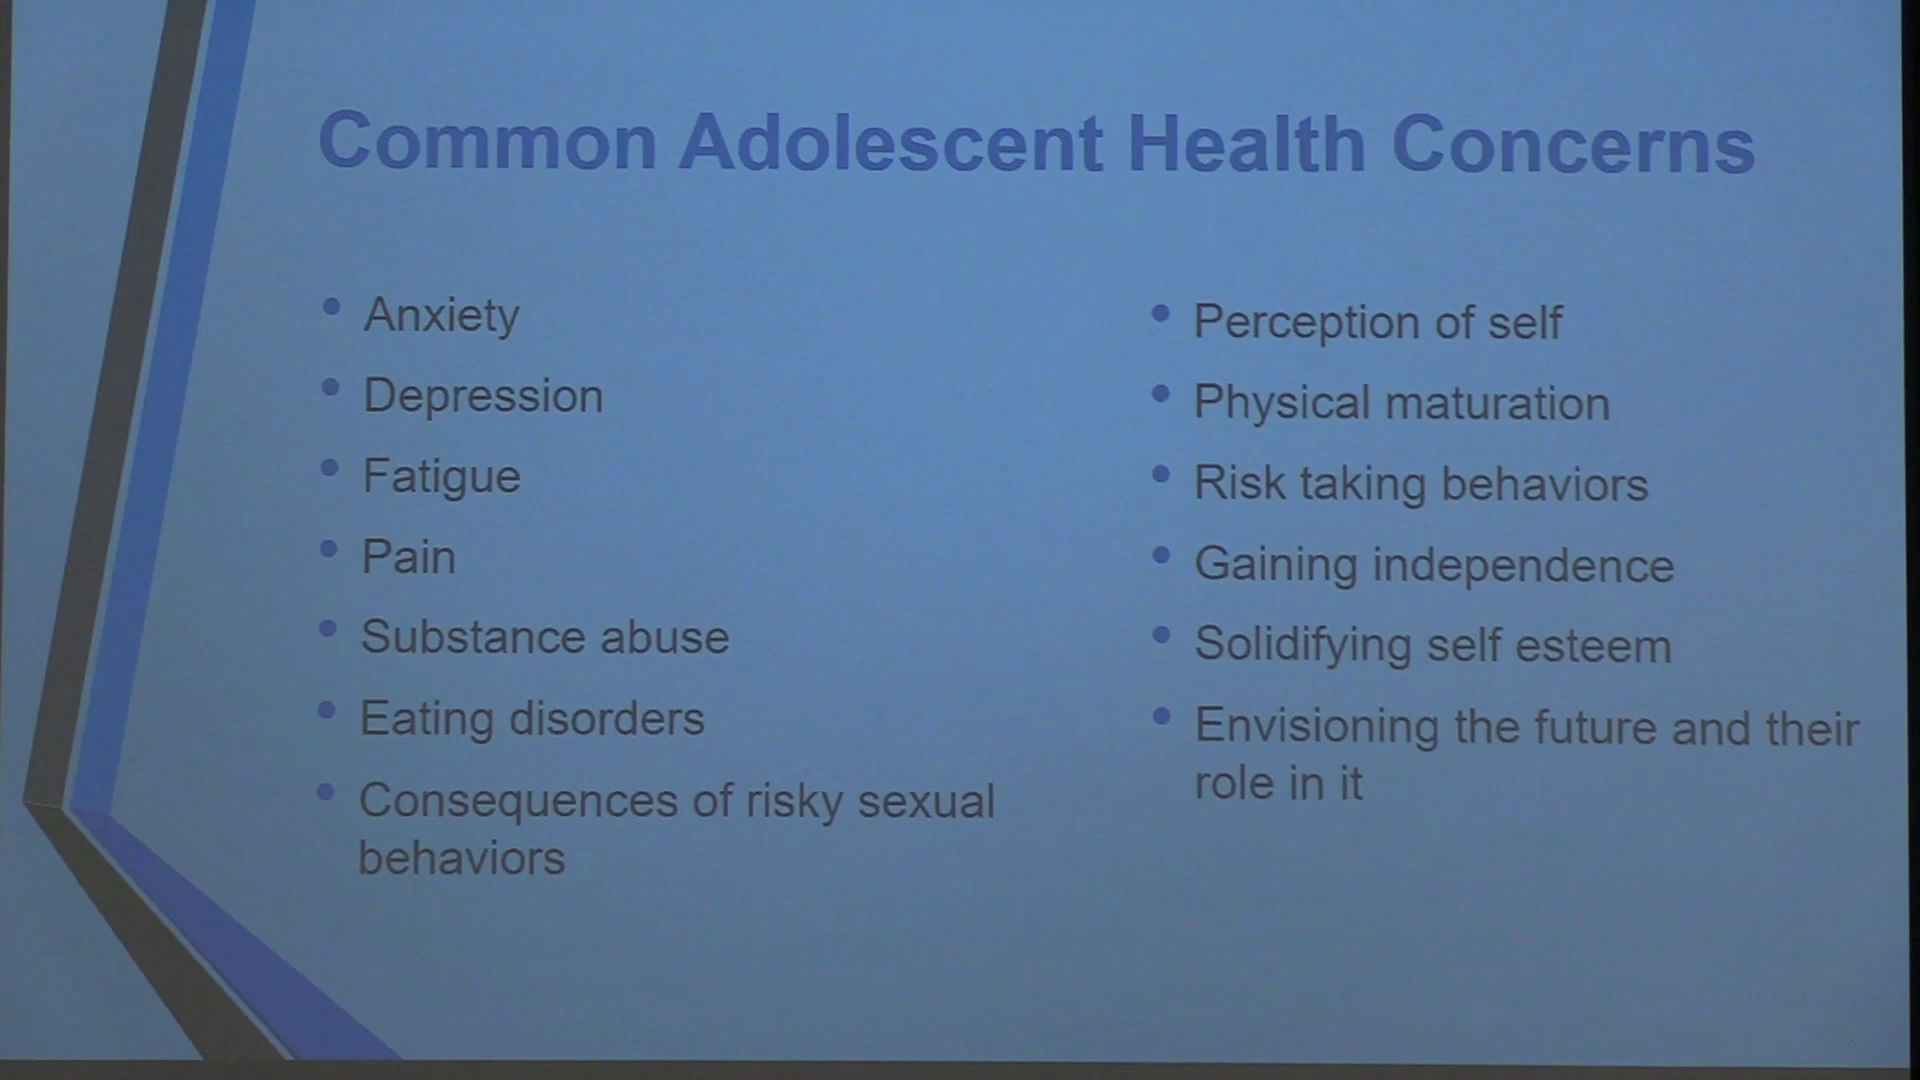 Common Adolescent Health Concerns
• Anxiety
• Depression
• Fatigue
• Pain
• Substance abuse
• Eating disorders
• Consequences of risky sexual
behaviors
• Perception of self
• Physical maturation
• Risk taking behaviors
• Gaining independence
• Solidifying self esteem
• Envisioning the future and their
role in it